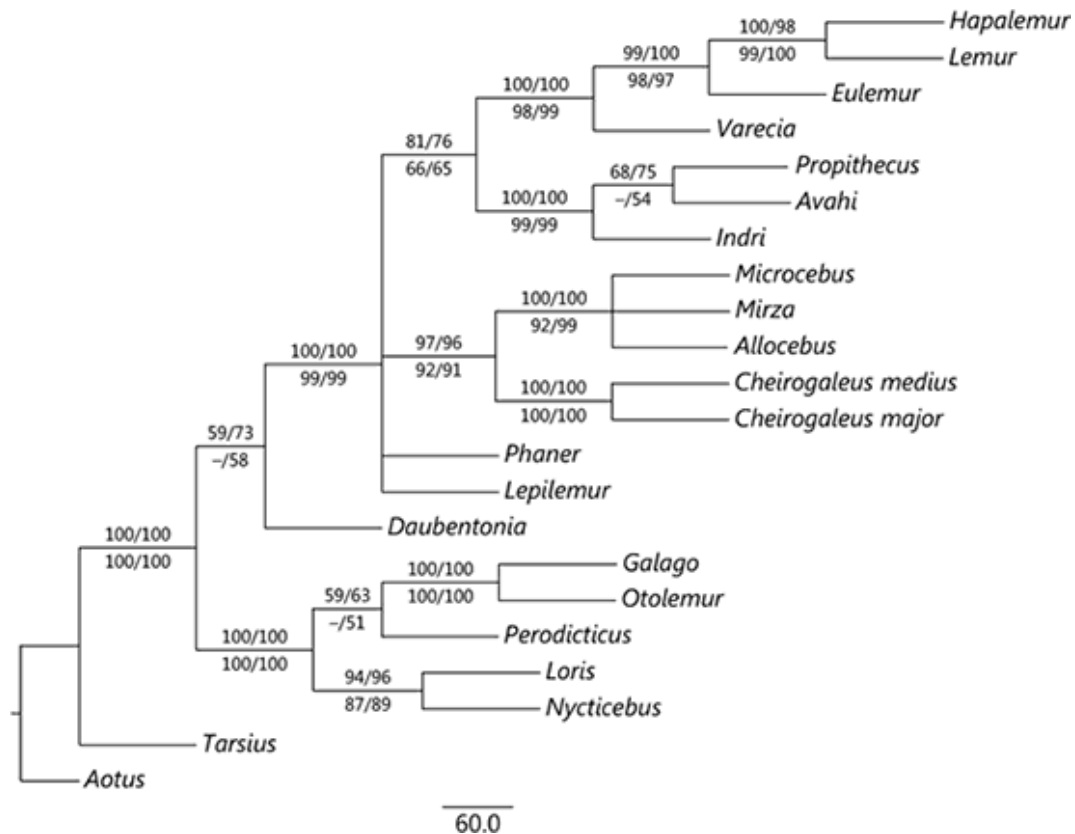 Hapalemur
100/98
99/100
Lemur
99/100
98/97
Eulemur
100/100
98/99
Varecia
81/76
66/65
Propithecus
68/75
–/54
Avahi
100/100
99/99
Indri
Microcebus
100/100
92/99
Mirza
Allocebus
97/96
92/91
100/100
99/99
Cheirogaleus medius
100/100
100/100
Cheirogaleus major
59/73
–/58
Phaner
Lepilemur
Daubentonia
100/100
100/100
Galago
100/100
100/100
Otolemur
59/63
–/51
Perodicticus
100/100
100/100
Loris
94/96
87/89
Nycticebus
Tarsius
Aotus
60.0